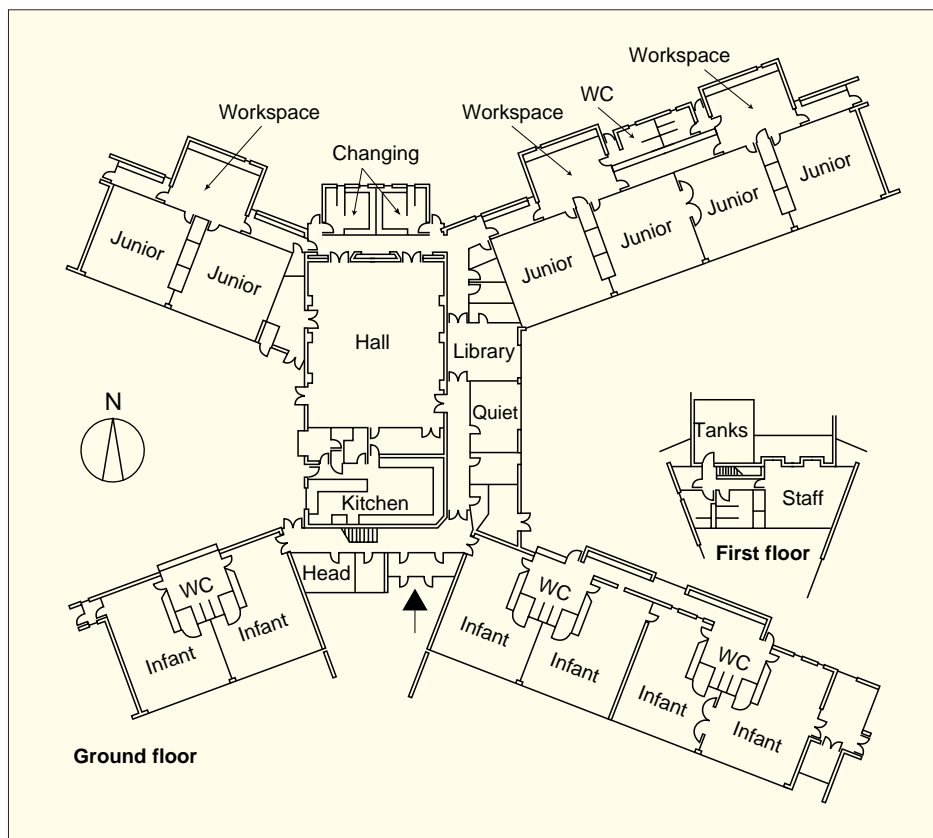 Workspace
WC
Workspace
Workspace
Changing
Junior
Junior
Junior
Junior
Junior
Junior
Hall
Library
Quiet
N
Kitchen
Tanks
Staff
First floor
Head
WC
Infant
Infant
WC
Infant
Infant
WC
Infant
Infant
Ground floor